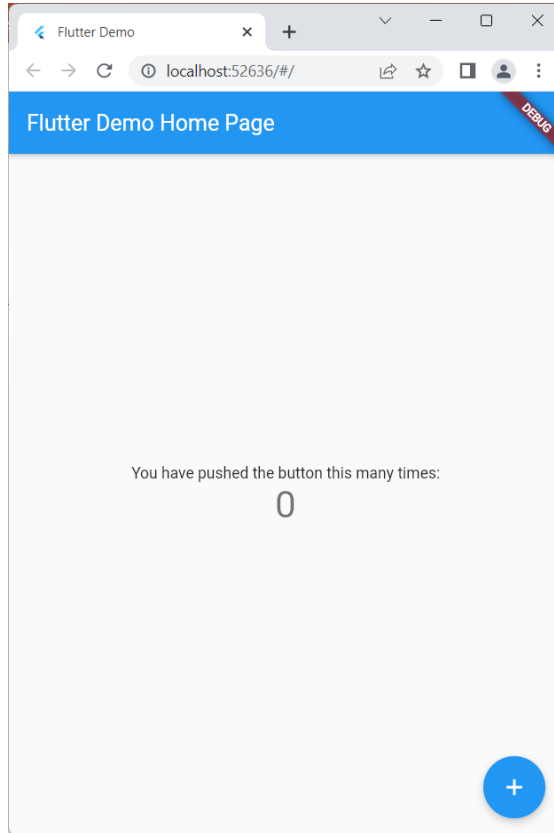 Flutter Demo
localhost:52636/#/
Flutter Demo Home Page
DEBUG
You have pushed the button this many times:
0